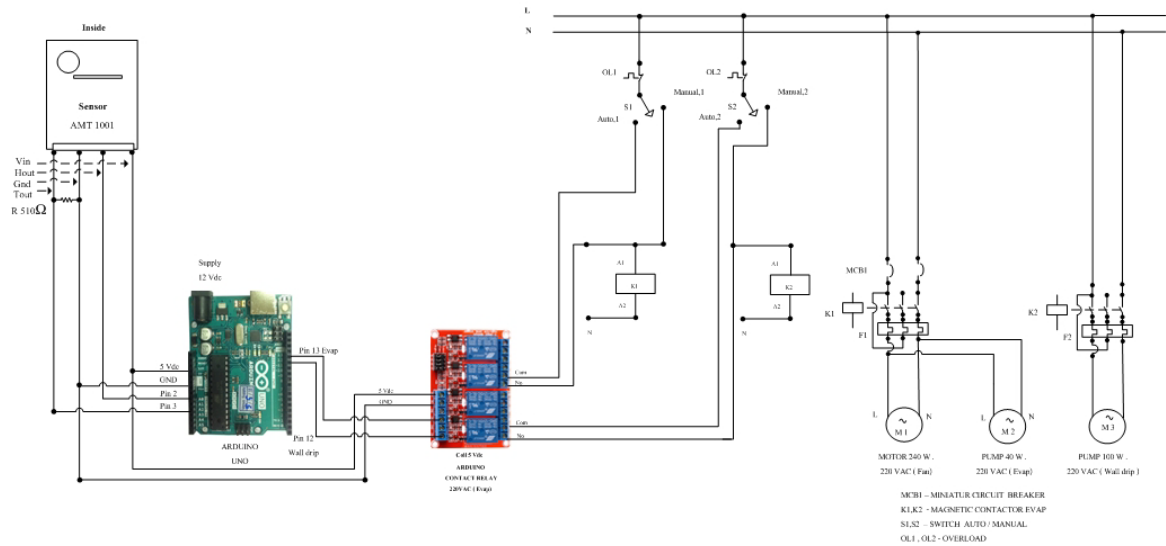 L
N
Inside
Sensor
AMT 1001
Vin
Hout
Gnd
Tout
R 510Ω
OL1
OL2
S1
S2
Manual,1
Manual,2
Auto,1
Auto,2
A1
K1
A2
N
A1
K2
A2
N
Supply
12 Vdc
5 Vdc
GND
Pin 2
Pin 3
ARDUINO
UNO
Pin 13 Evap
Pin 12
Wall drip
5 Vdc
GND
Com
No
Com
No
Coil 5 Vdc
ARDUINO
CONTACT RELAY
220VAC ( Evap)
MCB1
K1
F1
K2
F2
L
N
L
N
~
M 1
~
M 2
~
M 3
MOTOR 240 W .
220 VAC ( Fan)
PUMP 40 W .
220 VAC ( Evap)
PUMP 100 W .
220 VAC ( Wall drip )
MCB1 – MINIATUR CIRCUIT BREAKER
K1,K2 - MAGNETIC CONTACTOR EVAP
S1,S2 – SWITCH AUTO / MANUAL
OL1 , OL2 - OVERLOAD